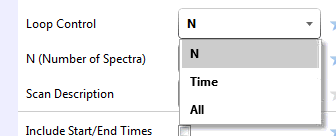 Loop Control N
N (Number of Spectra) N
Time
Scan Description
All
Include Start/End Times